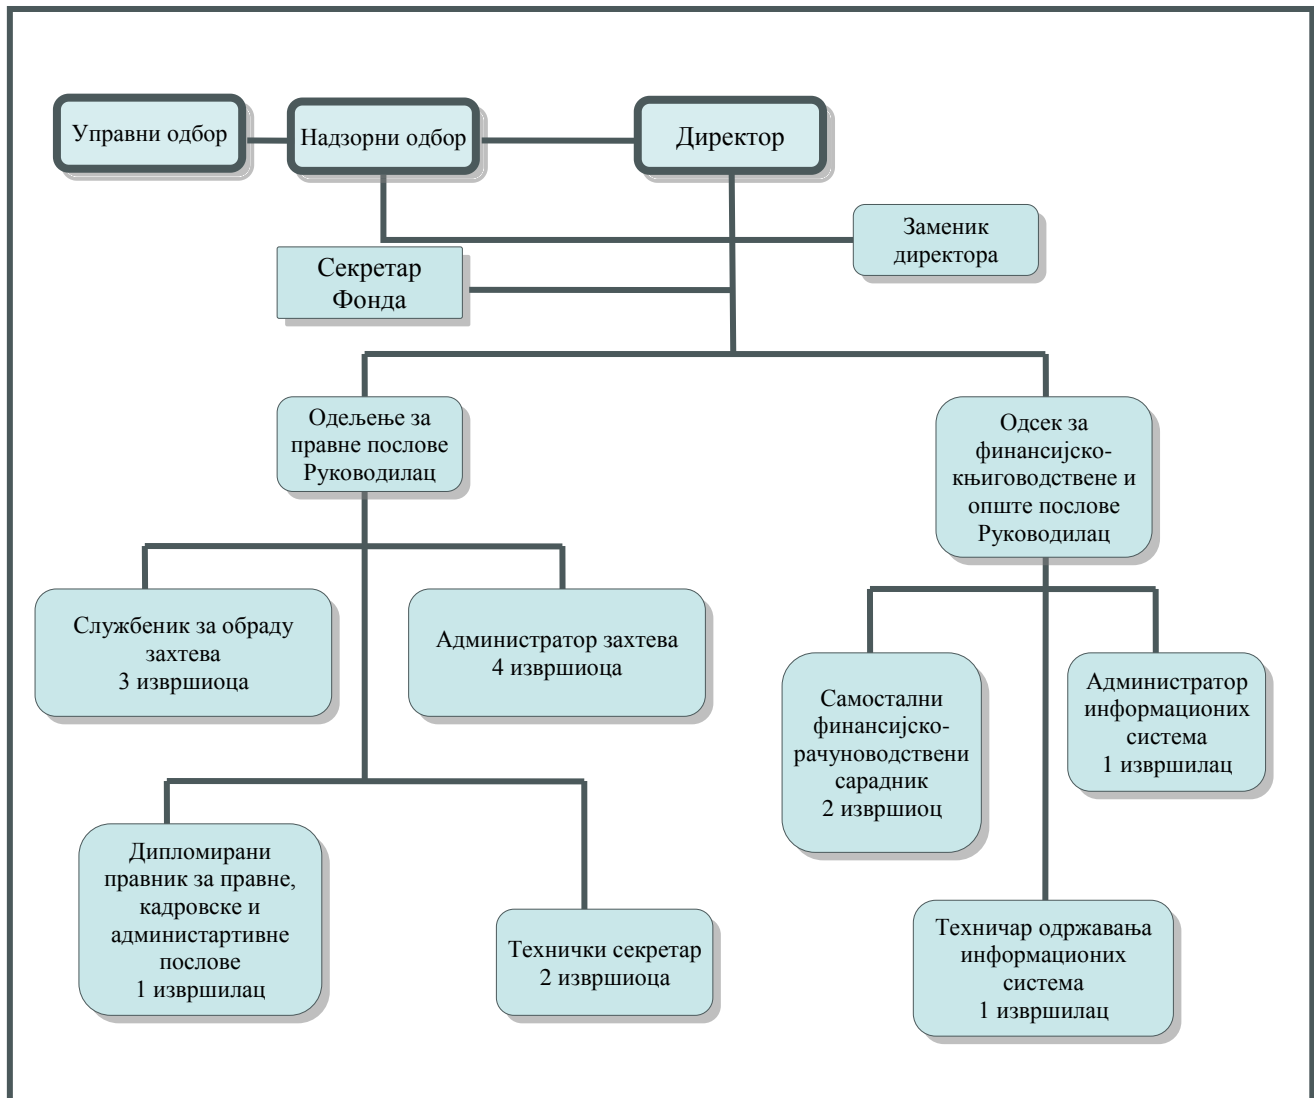 Управни одбор
Надзорни одбор
Директор
Заменик
директора
Секретар
Фонда
Одељење за
правне послове
Руководилац
Одсек за
финансијско-
књиговодствене и
опште послове
Руководилац
Службеник за обраду
захтева
3 извршиоца
Администратор захтева
4 извршиоца
Самостални
финансијско-
рачуноводствени
сарадник
2 извршиоц
Администратор
информационих
система
1 извршилац
Дипломирани
правник за правне,
кадровске и
администартивне
послове
1 извршилац
Технички секретар
2 извршиоца
Техничар одржавања
информационих
система
1 извршилац